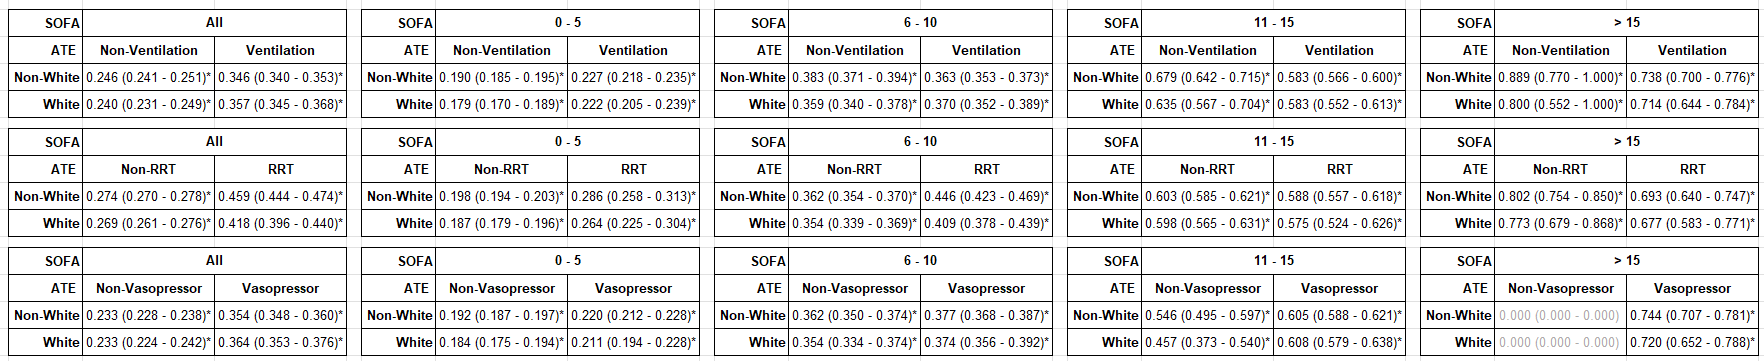 SOFA All SOFA 0 - 5 SOFA 6 - 10 SOFA 11 - 15 SOFA > 15
ATE Non-Ventilation Ventilation ATE Non-Ventilation Ventilation ATE Non-Ventilation Ventilation ATE Non-Ventilation Ventilation ATE Non-Ventilation Ventilation
Non-White 0.246 (0.241 - 0.251)* 0.346 (0.340 - 0.353)* Non-White 0.190 (0.185 - 0.195)* 0.227 (0.218 - 0.235)* Non-White 0.383 (0.371 - 0.394)* 0.363 (0.353 - 0.373)* Non-White 0.679 (0.642 - 0.715)* 0.583 (0.566 - 0.600)* Non-White 0.889 (0.770 - 1.000)* 0.738 (0.700 - 0.776)*
White 0.240 (0.231 - 0.249)* 0.357 (0.345 - 0.368)* White 0.179 (0.170 - 0.189)* 0.222 (0.205 - 0.239)* White 0.359 (0.340 - 0.378)* 0.370 (0.352 - 0.389)* White 0.635 (0.567 - 0.704)* 0.583 (0.552 - 0.613)* White 0.800 (0.552 - 1.000)* 0.714 (0.644 - 0.784)*
SOFA All SOFA 0 - 5 SOFA 6 - 10 SOFA 11 - 15 SOFA > 15
ATE Non-RRT RRT ATE Non-RRT RRT ATE Non-RRT RRT ATE Non-RRT RRT ATE Non-RRT RRT
Non-White 0.274 (0.270 - 0.278)* 0.459 (0.444 - 0.474)* Non-White 0.198 (0.194 - 0.203)* 0.286 (0.258 - 0.313)* Non-White 0.362 (0.354 - 0.370)* 0.446 (0.423 - 0.469)* Non-White 0.603 (0.585 - 0.621)* 0.588 (0.557 - 0.618)* Non-White 0.802 (0.754 - 0.850)* 0.693 (0.640 - 0.747)*
White 0.269 (0.261 - 0.276)* 0.418 (0.396 - 0.440)* White 0.187 (0.179 - 0.196)* 0.264 (0.225 - 0.304)* White 0.354 (0.339 - 0.369)* 0.409 (0.378 - 0.439)* White 0.598 (0.565 - 0.631)* 0.575 (0.524 - 0.626)* White 0.773 (0.679 - 0.868)* 0.677 (0.583 - 0.771)*
SOFA All SOFA 0 - 5 SOFA 6 - 10 SOFA 11 - 15 SOFA > 15
ATE Non-Vasopressor Vasopressor ATE Non-Vasopressor Vasopressor ATE Non-Vasopressor Vasopressor ATE Non-Vasopressor Vasopressor ATE Non-Vasopressor Vasopressor
Non-White 0.233 (0.228 - 0.238)* 0.354 (0.348 - 0.360)* Non-White 0.192 (0.187 - 0.197)* 0.220 (0.212 - 0.228)* Non-White 0.362 (0.350 - 0.374)* 0.377 (0.368 - 0.387)* Non-White 0.546 (0.495 - 0.597)* 0.605 (0.588 - 0.621)* Non-White 0.000 (0.000 - 0.000) 0.744 (0.707 - 0.781)*
White 0.233 (0.224 - 0.242)* 0.364 (0.353 - 0.376)* White 0.184 (0.175 - 0.194)* 0.211 (0.194 - 0.228)* White 0.354 (0.334 - 0.374)* 0.374 (0.356 - 0.392)* White 0.457 (0.373 - 0.540)* 0.608 (0.579 - 0.638)* White 0.000 (0.000 - 0.000) 0.720 (0.652 - 0.788)*